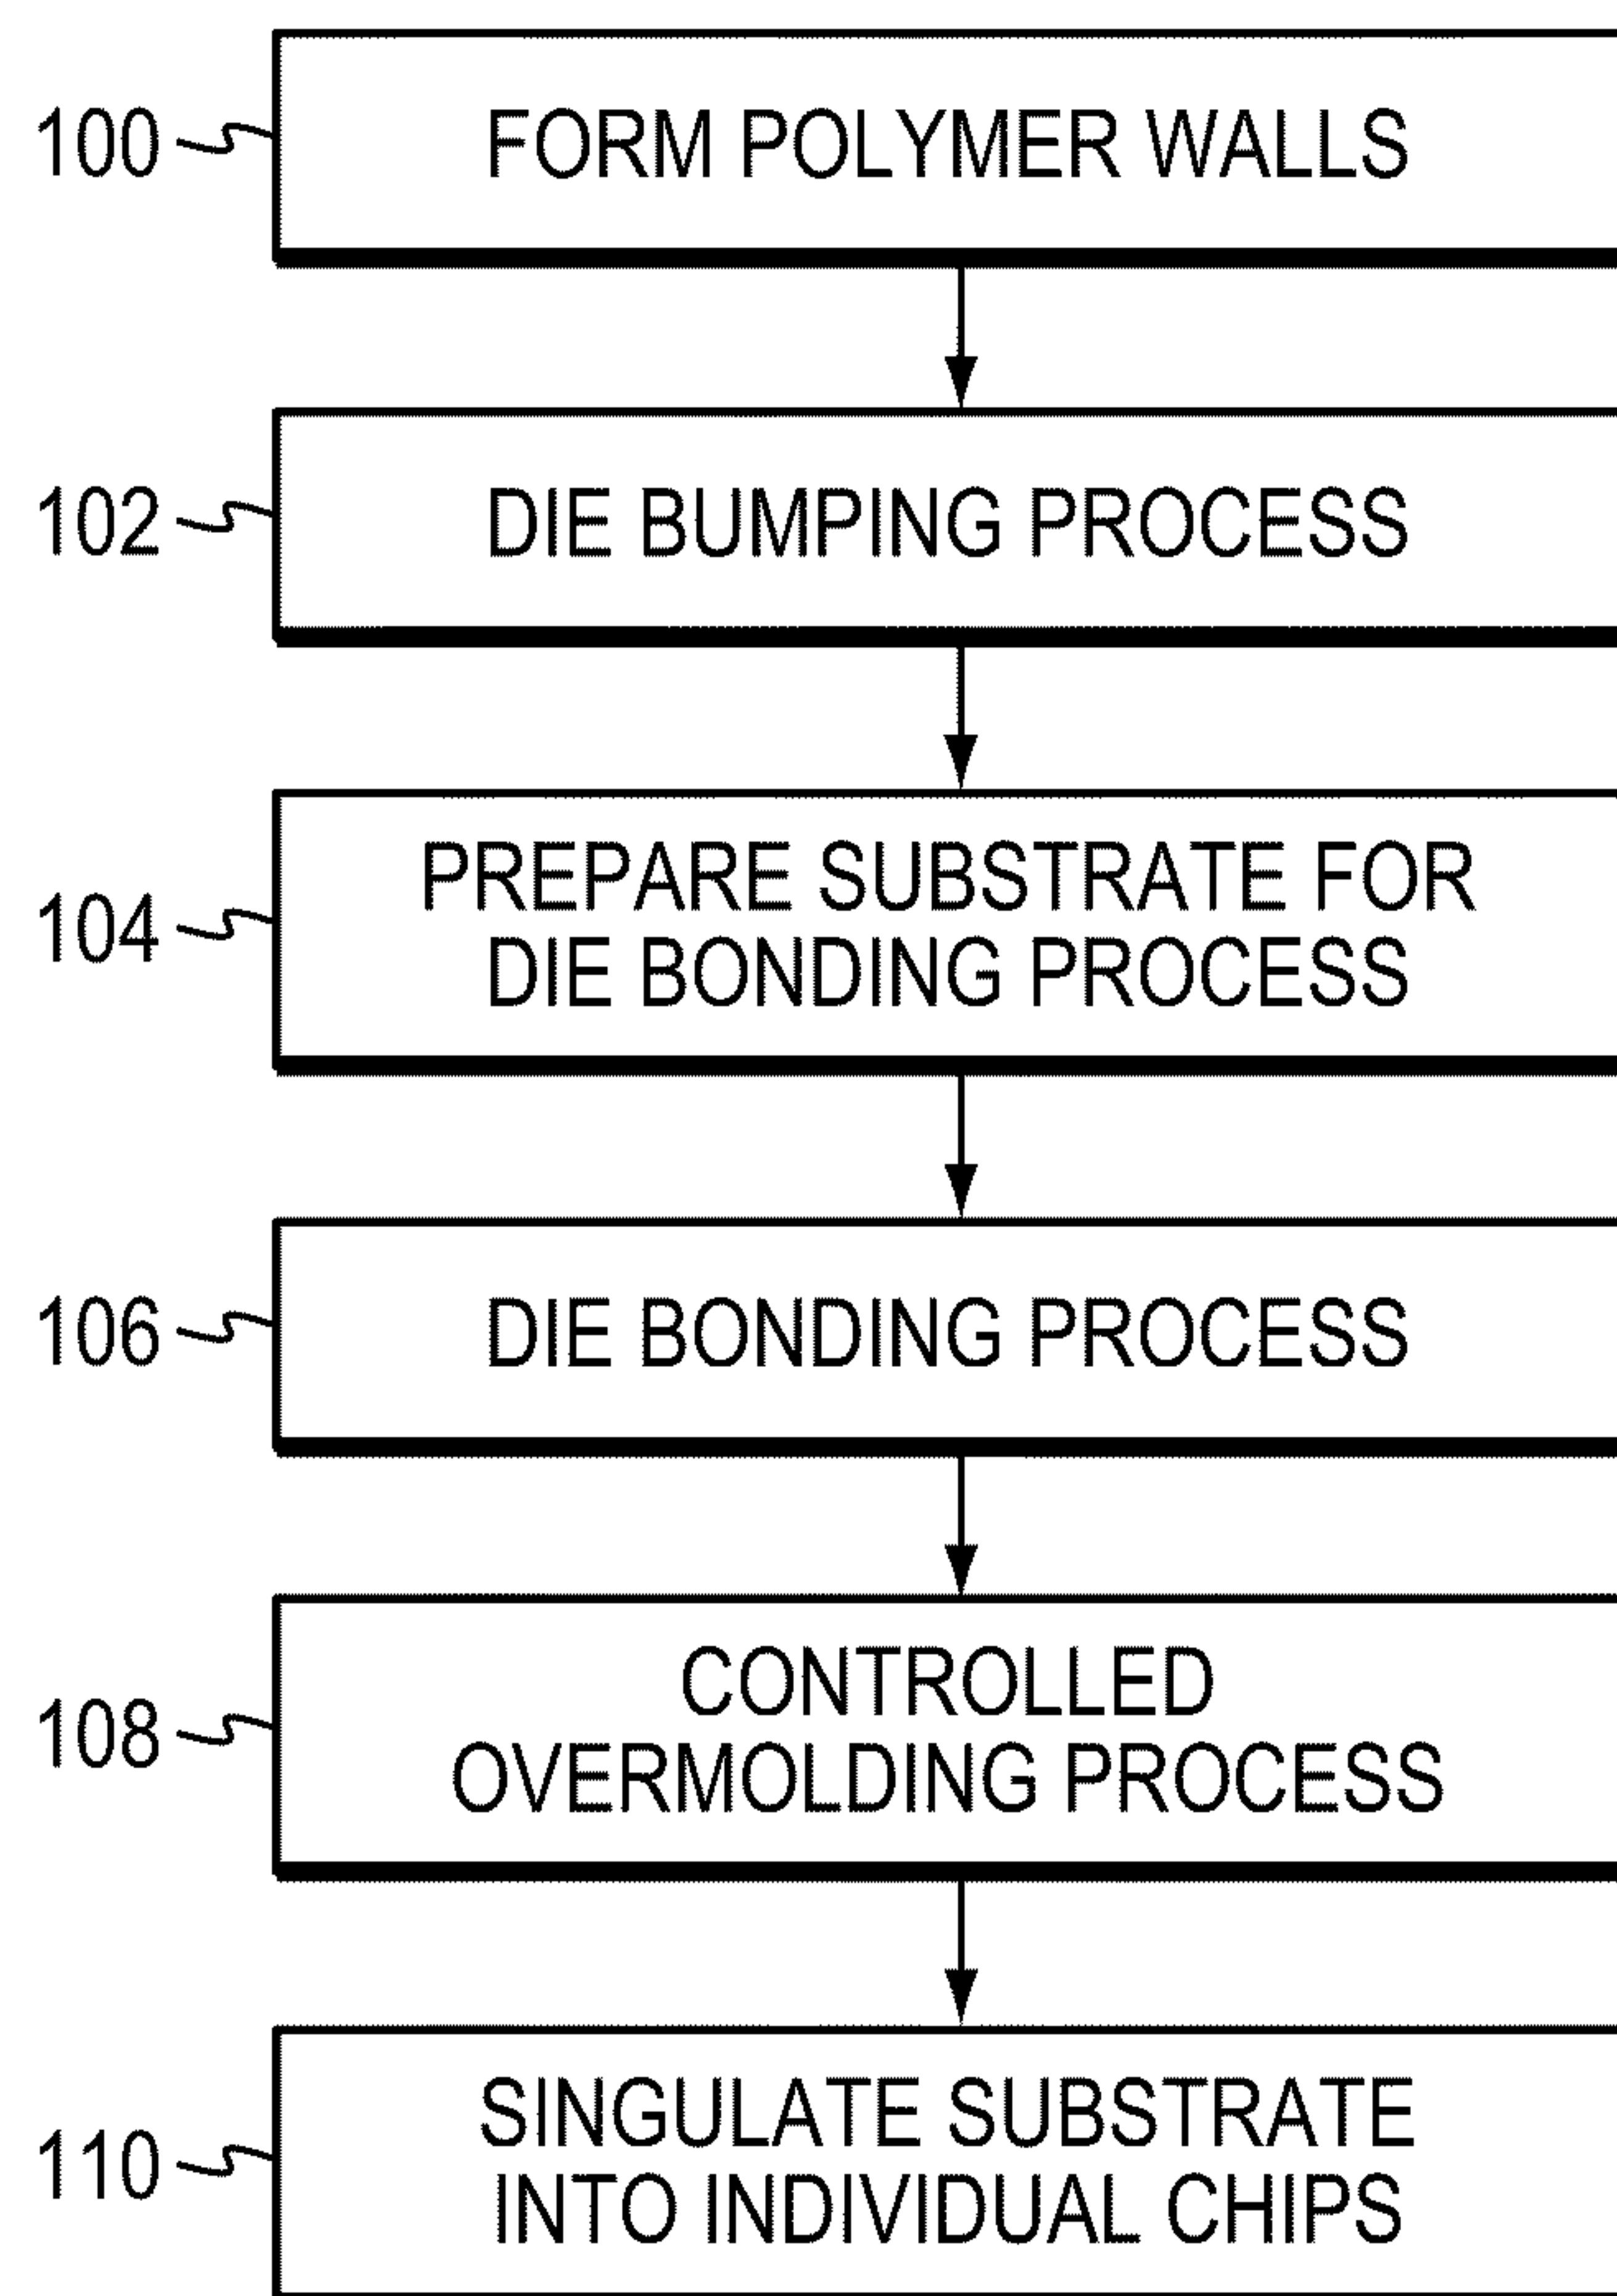 100
FORM POLYMER WALLS
102
DIE BUMPING PROCESS
104
PREPARE SUBSTRATE FOR
DIE BONDING PROCESS
106
DIE BONDING PROCESS
108
CONTROLLED
OVERMOLDING PROCESS
110
SINGULATE SUBSTRATE
INTO INDIVIDUAL CHIPS